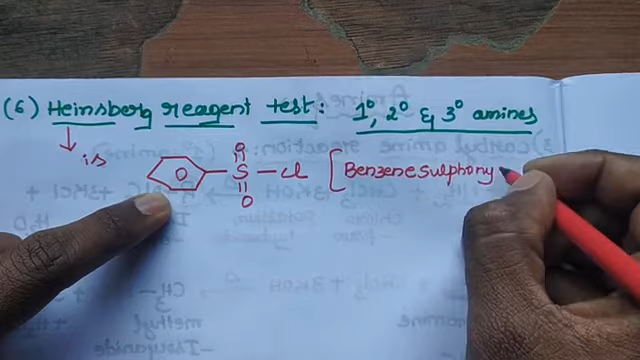 (6) Heinsberg reagent test: 1°, 2° & 3° amines
is
O
S — Cl [Benzenesulphony
O